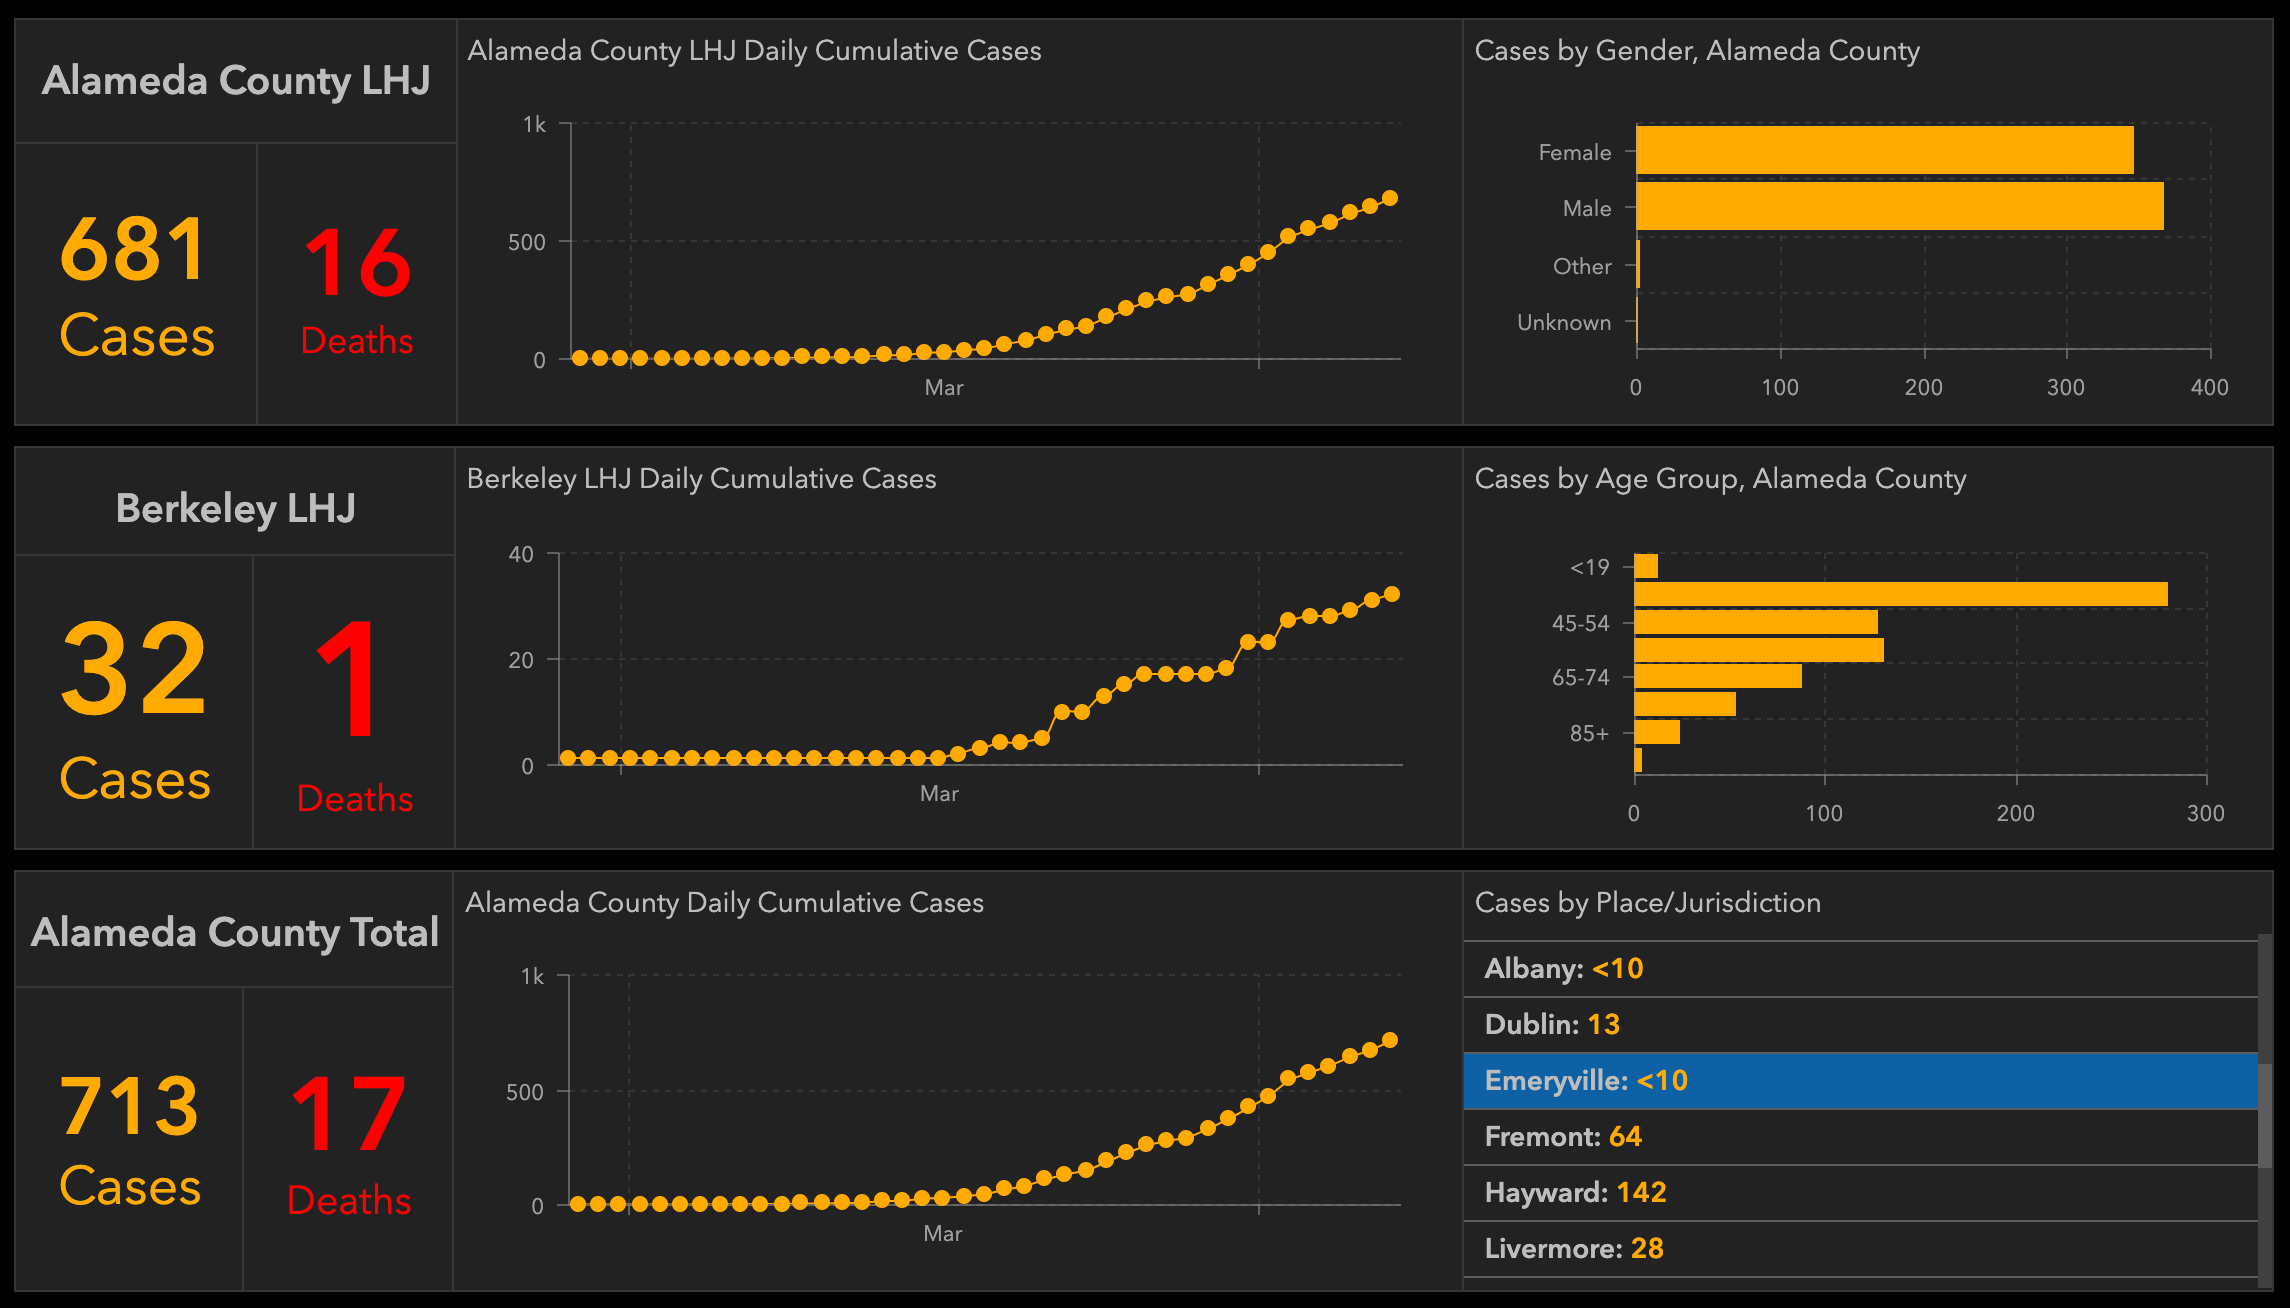 Alameda County LHJ
681
Cases
16
Deaths
Alameda County LHJ Daily Cumulative Cases
1k
500
0
Mar
Cases by Gender, Alameda County
Female
Male
Other
Unknown
0 100 200 300 400
Berkeley LHJ
32
Cases
1
Deaths
Berkeley LHJ Daily Cumulative Cases
40
20
0
Mar
Cases by Age Group, Alameda County
<19
45-54
65-74
85+
0 100 200 300
Alameda County Total
713
Cases
17
Deaths
Alameda County Daily Cumulative Cases
1k
500
0
Mar
Cases by Place/Jurisdiction
Albany: <10
Dublin: 13
Emeryville: <10
Fremont: 64
Hayward: 142
Livermore: 28